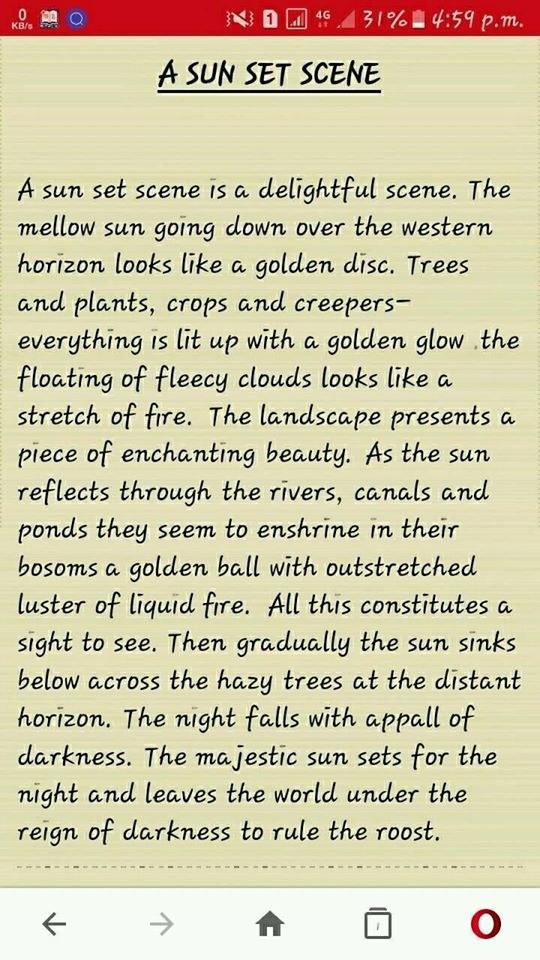 0
KB/s
1 4G 31% 4:59 p.m.
A SUN SET SCENE
A sun set scene is a delightful scene. The
mellow sun going down over the western
horizon looks like a golden disc. Trees
and plants, crops and creepers–
everything is lit up with a golden glow .the
floating of fleecy clouds looks like a
stretch of fire. The landscape presents a
piece of enchanting beauty. As the sun
reflects through the rivers, canals and
ponds they seem to enshrine in their
bosoms a golden ball with outstretched
luster of liquid fire. All this constitutes a
sight to see. Then gradually the sun sinks
below across the hazy trees at the distant
horizon. The night falls with appall of
darkness. The majestic sun sets for the
night and leaves the world under the
reign of darkness to rule the roost.